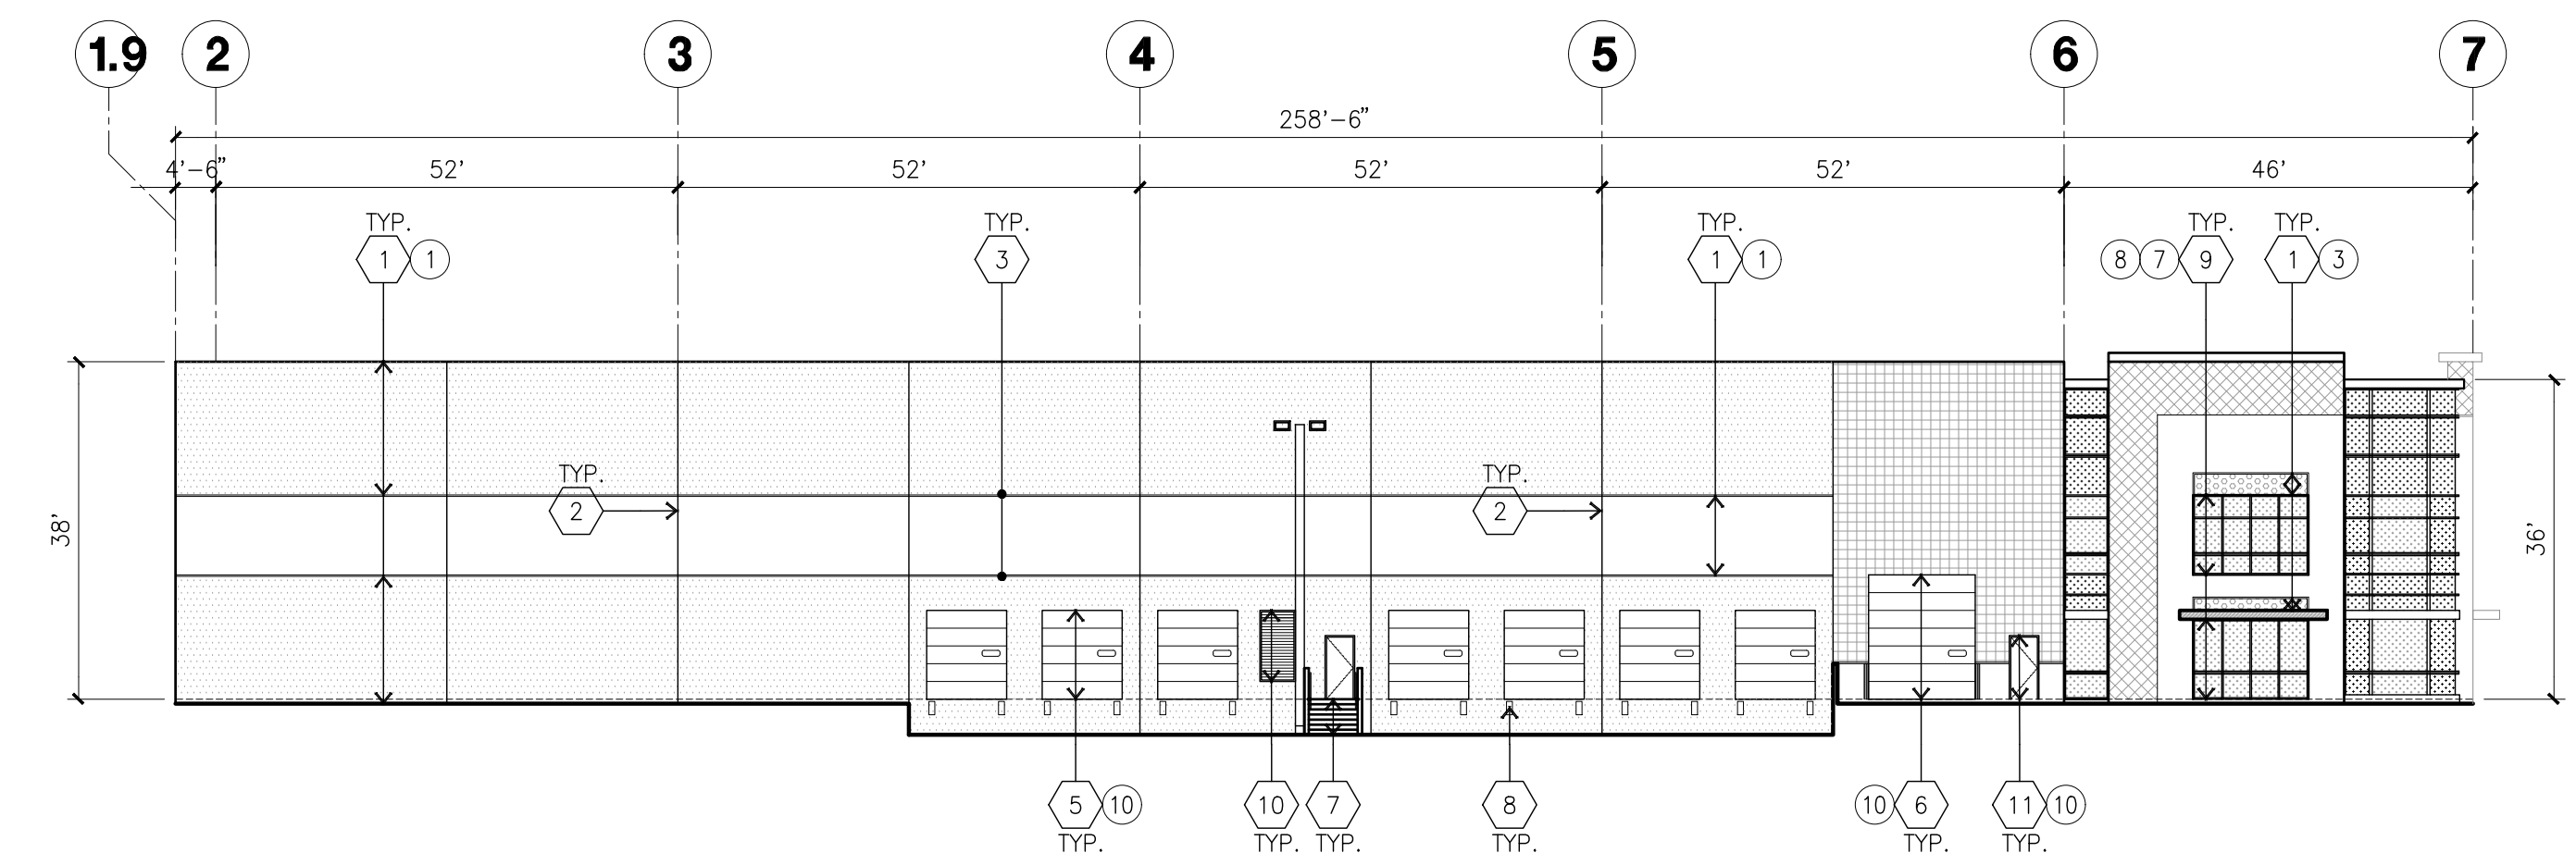 1.9 2 3 4 5 6 7
258'-6"
4'-6" 52' 52' 52' 52' 46'
TYP. TYP. TYP. TYP. TYP.
1 1 3 1 1 8 7 9 1 3
TYP. TYP.
2 2
38' 36'
5 10 10 7 8 10 6 11 10
TYP. TYP. TYP. TYP. TYP. TYP.